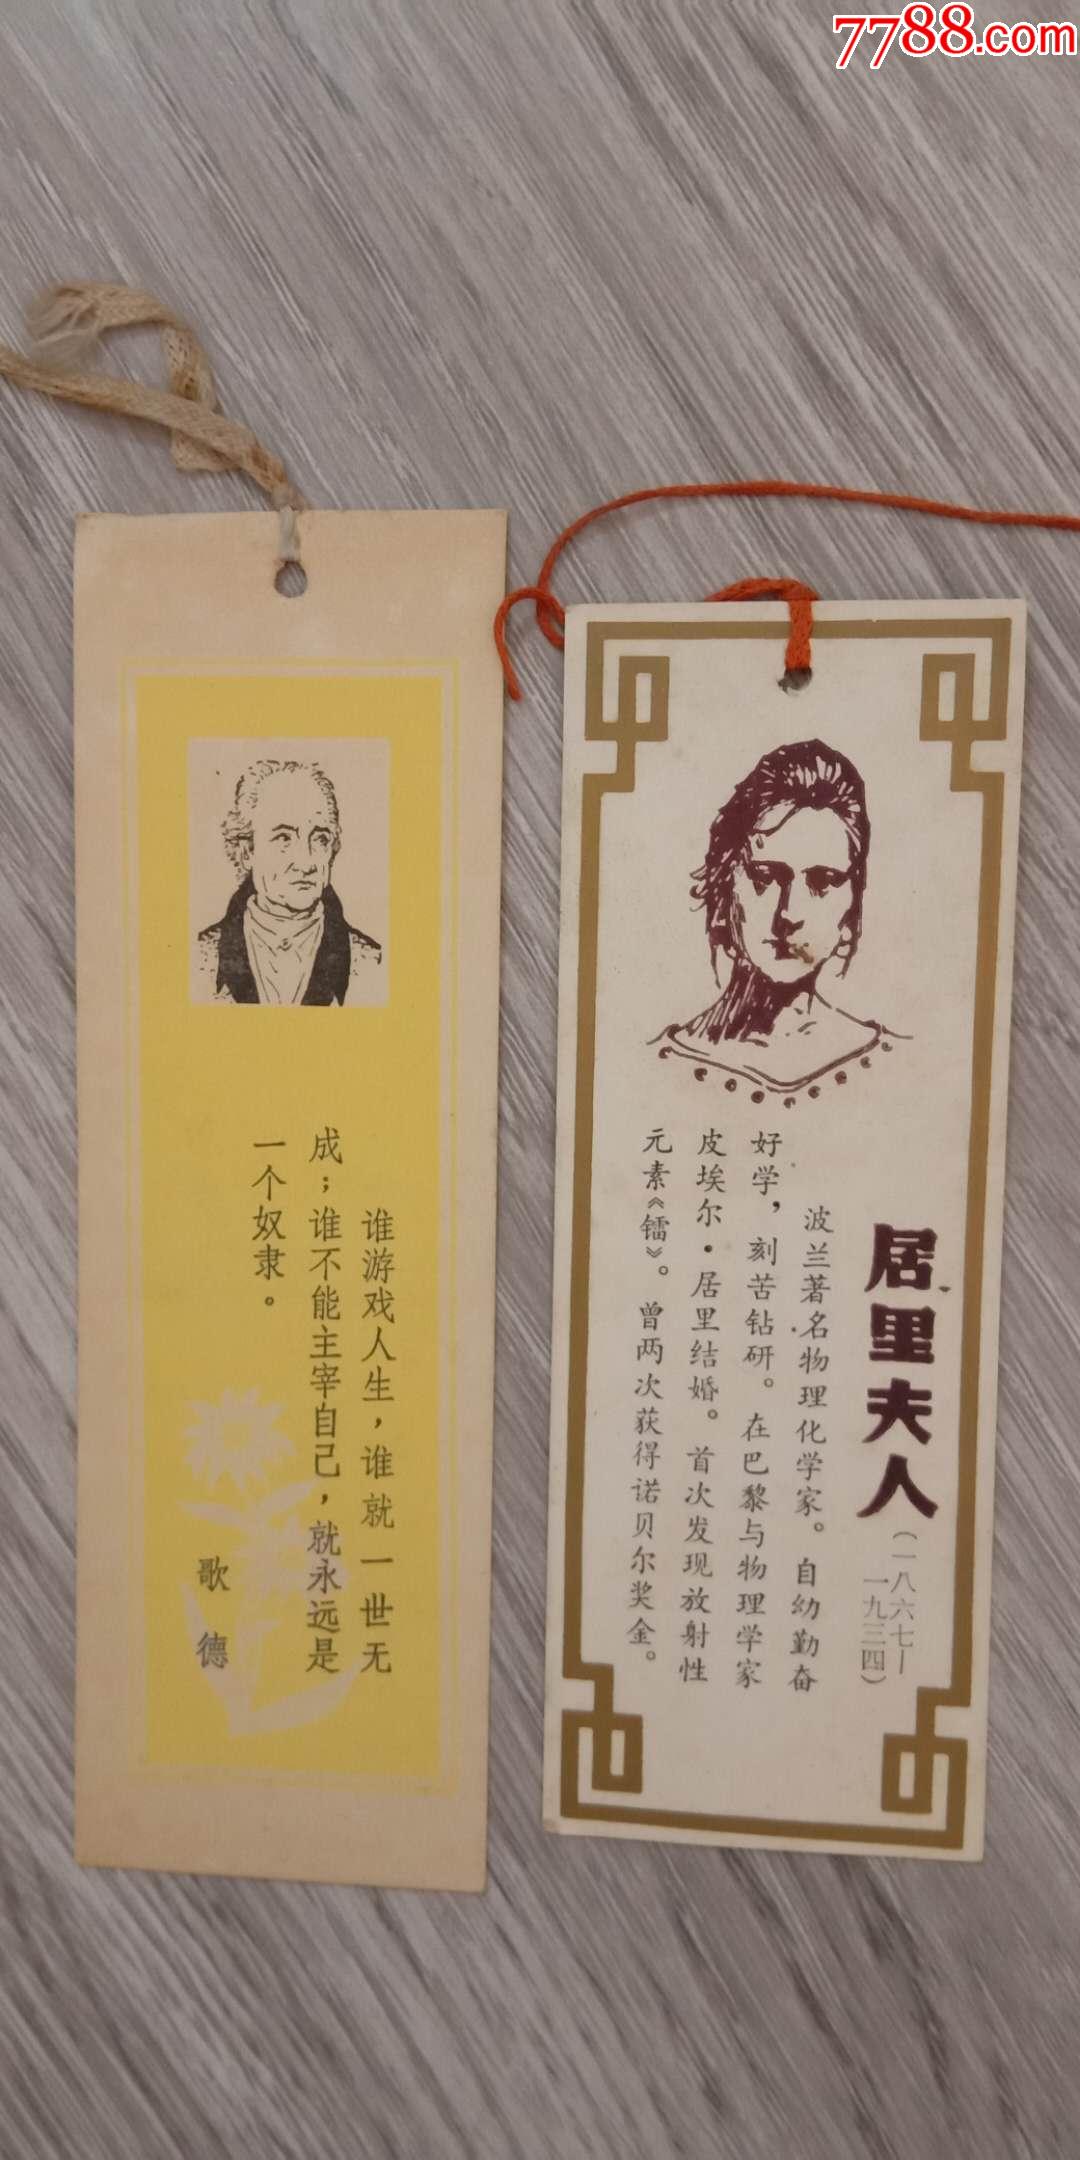 7788.com
谁游戏人生，谁就一世无
成；谁不能主宰自己，就永远是
一个奴隶。
歌德
居里夫人
（一八六七—
一九三四）
波兰著名物理化学家。自幼勤奋
好学，刻苦钻研。在巴黎与物理学家
皮埃尔·居里结婚。首次发现放射性
元素《镭》。曾两次获得诺贝尔奖金。